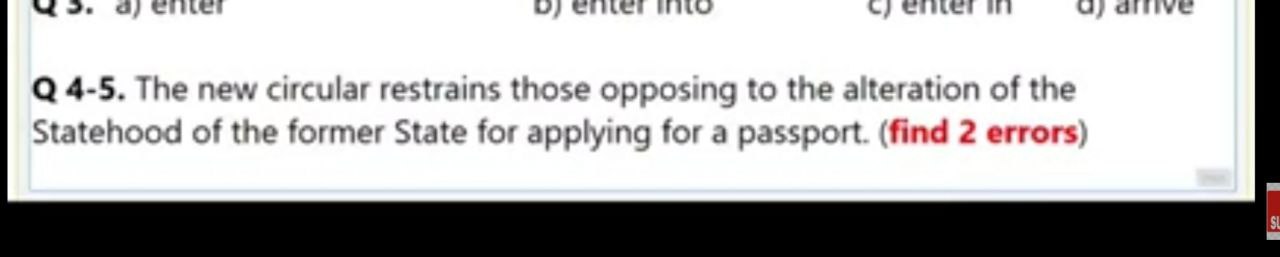 Q 3. a) enter b) enter into c) enter in d) arrive
Q 4-5. The new circular restrains those opposing to the alteration of the
Statehood of the former State for applying for a passport. (find 2 errors)